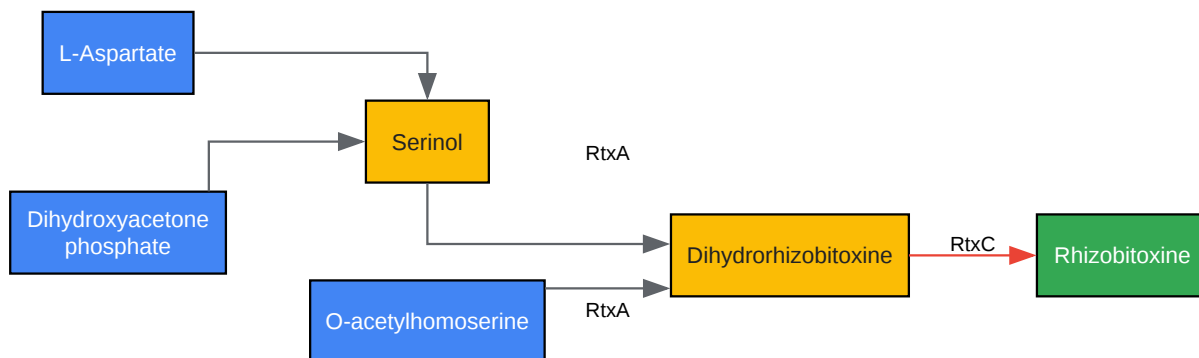 L-Aspartate
Serinol
RtxA
Dihydroxyacetone
phosphate
Dihydrorhizobitoxine
RtxC
Rhizobitoxine
O-acetylhomoserine
RtxA